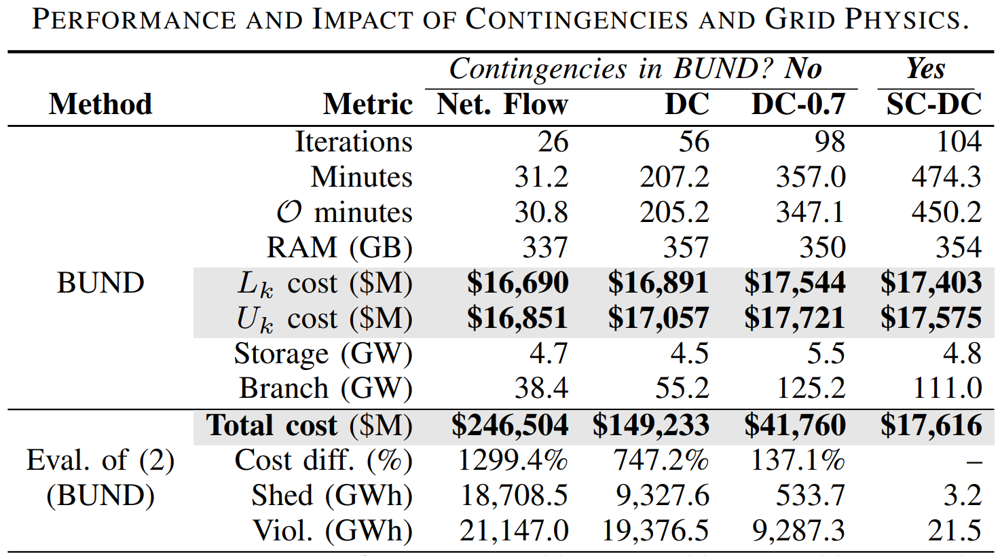 PERFORMANCE AND IMPACT OF CONTINGENCIES AND GRID PHYSICS.
Contingencies in BUND? No Yes
Method Metric Net. Flow DC DC-0.7 SC-DC
Iterations 26 56 98 104
Minutes 31.2 207.2 357.0 474.3
𝒪 minutes 30.8 205.2 347.1 450.2
RAM (GB) 337 357 350 354
BUND L_k cost ($M) $16,690 $16,891 $17,544 $17,403
U_k cost ($M) $16,851 $17,057 $17,721 $17,575
Storage (GW) 4.7 4.5 5.5 4.8
Branch (GW) 38.4 55.2 125.2 111.0
Total cost ($M) $246,504 $149,233 $41,760 $17,616
Eval. of (2) Cost diff. (%) 1299.4% 747.2% 137.1% –
(BUND) Shed (GWh) 18,708.5 9,327.6 533.7 3.2
Viol. (GWh) 21,147.0 19,376.5 9,287.3 21.5